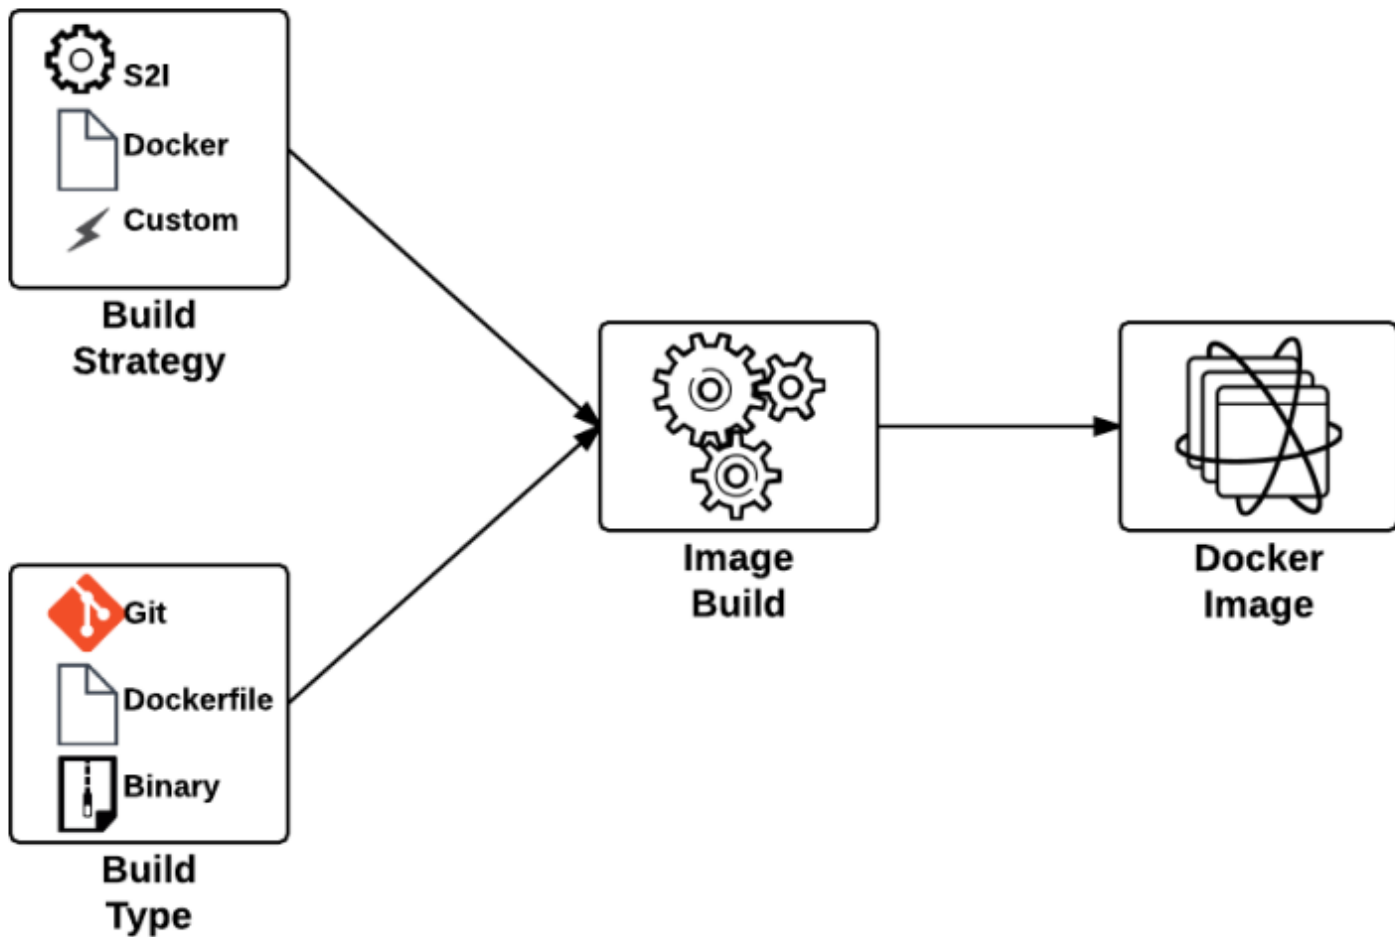 S2I
Docker
Custom
Build
Strategy
Git
Dockerfile
Binary
Build
Type
Image
Build
Docker
Image